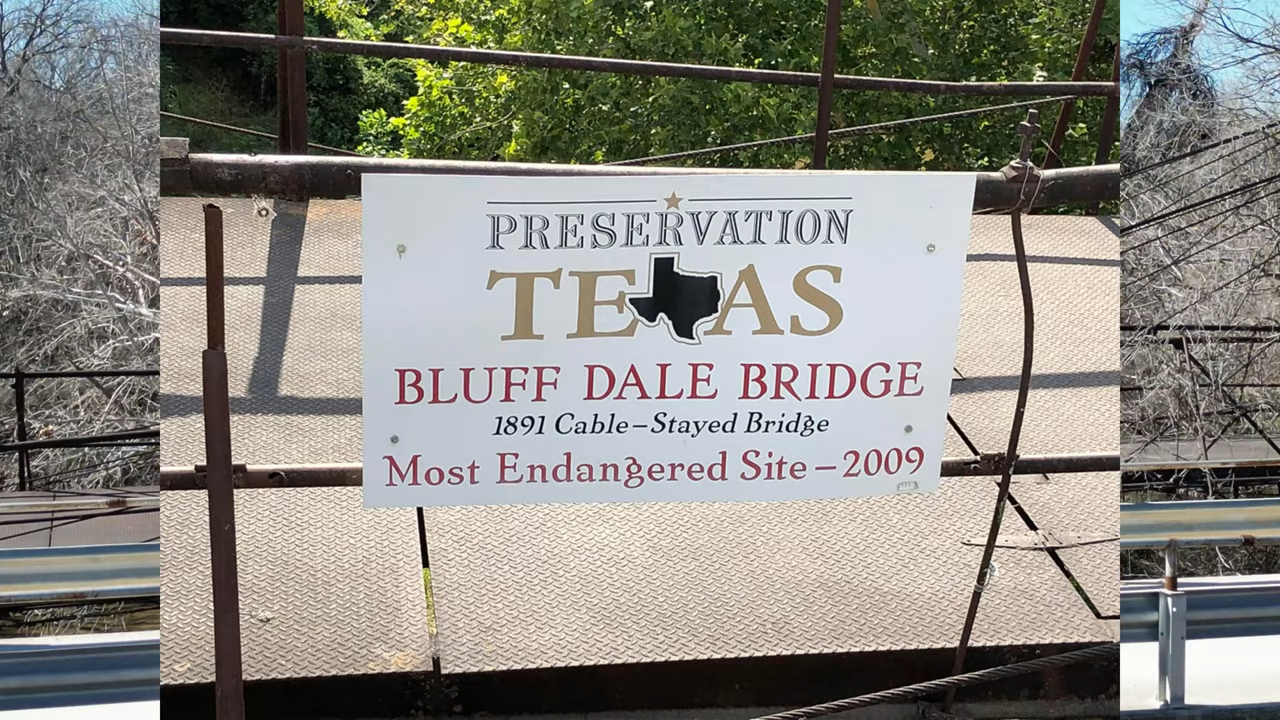 PRESERVATION
TEXAS
BLUFF DALE BRIDGE
1891 Cable–Stayed Bridge
Most Endangered Site – 2009